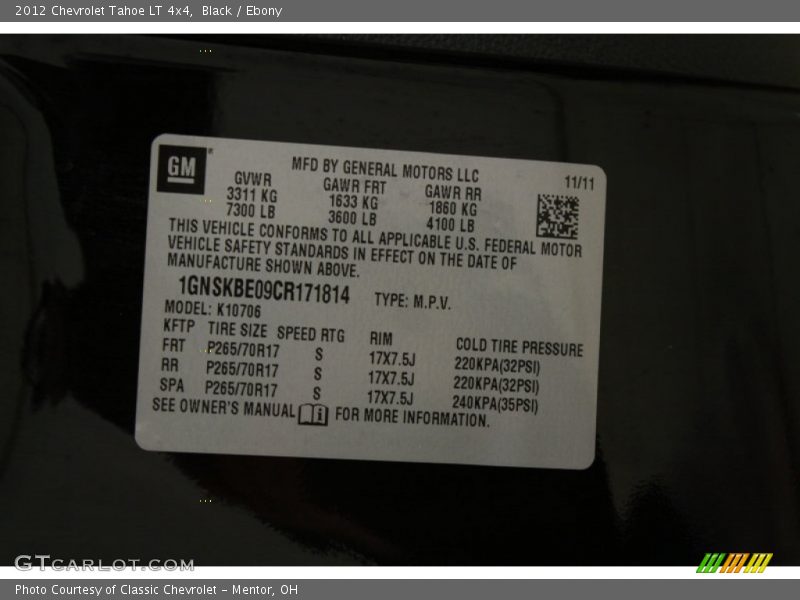 2012 Chevrolet Tahoe LT 4x4, Black / Ebony
GM
MFD BY GENERAL MOTORS LLC
11/11
GVWR GAWR FRT GAWR RR
3311 KG 1633 KG 1860 KG
7300 LB 3600 LB 4100 LB
THIS VEHICLE CONFORMS TO ALL APPLICABLE U.S. FEDERAL MOTOR
VEHICLE SAFETY STANDARDS IN EFFECT ON THE DATE OF
MANUFACTURE SHOWN ABOVE.
1GNSKBE09CR171814 TYPE: M.P.V.
MODEL: K10706
KFTP TIRE SIZE SPEED RTG RIM COLD TIRE PRESSURE
FRT P265/70R17 S 17X7.5J 220KPA(32PSI)
RR P265/70R17 S 17X7.5J 220KPA(32PSI)
SPA P265/70R17 S 17X7.5J 240KPA(35PSI)
SEE OWNER'S MANUAL FOR MORE INFORMATION.
GTCARLOT.COM
Photo Courtesy of Classic Chevrolet - Mentor, OH